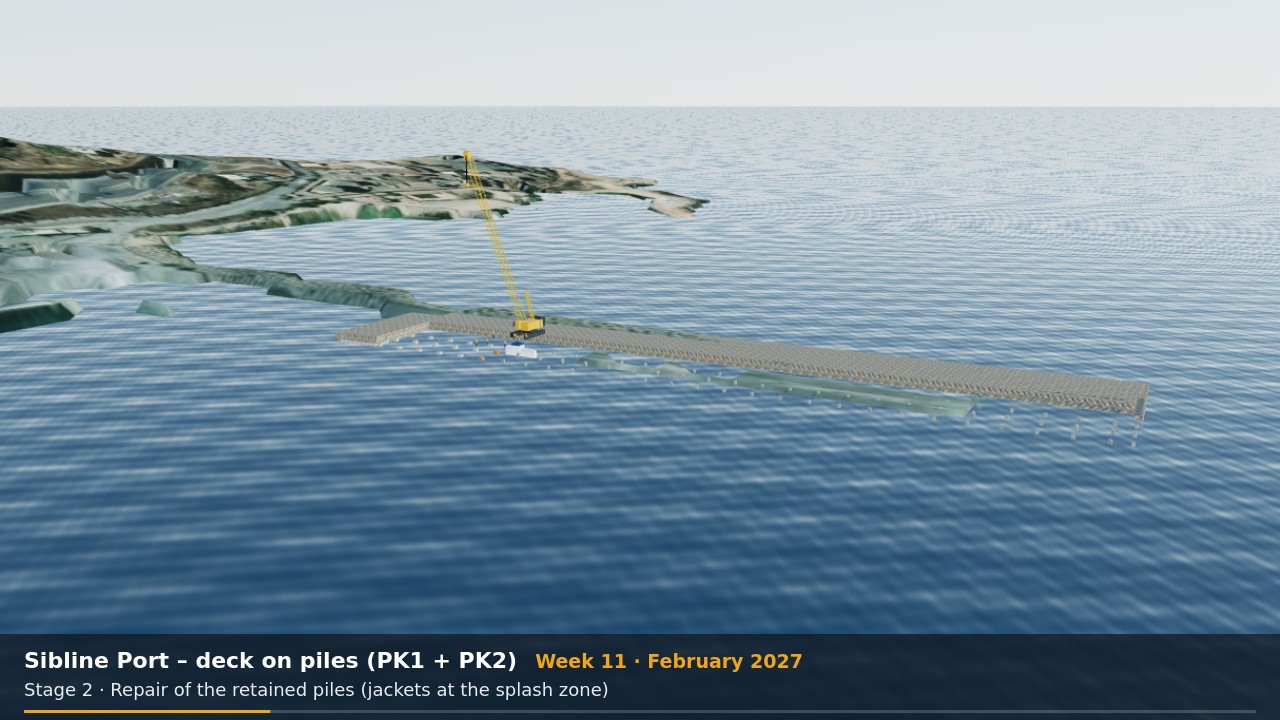 Sibline Port – deck on piles (PK1 + PK2) Week 11 · February 2027
Stage 2 · Repair of the retained piles (jackets at the splash zone)